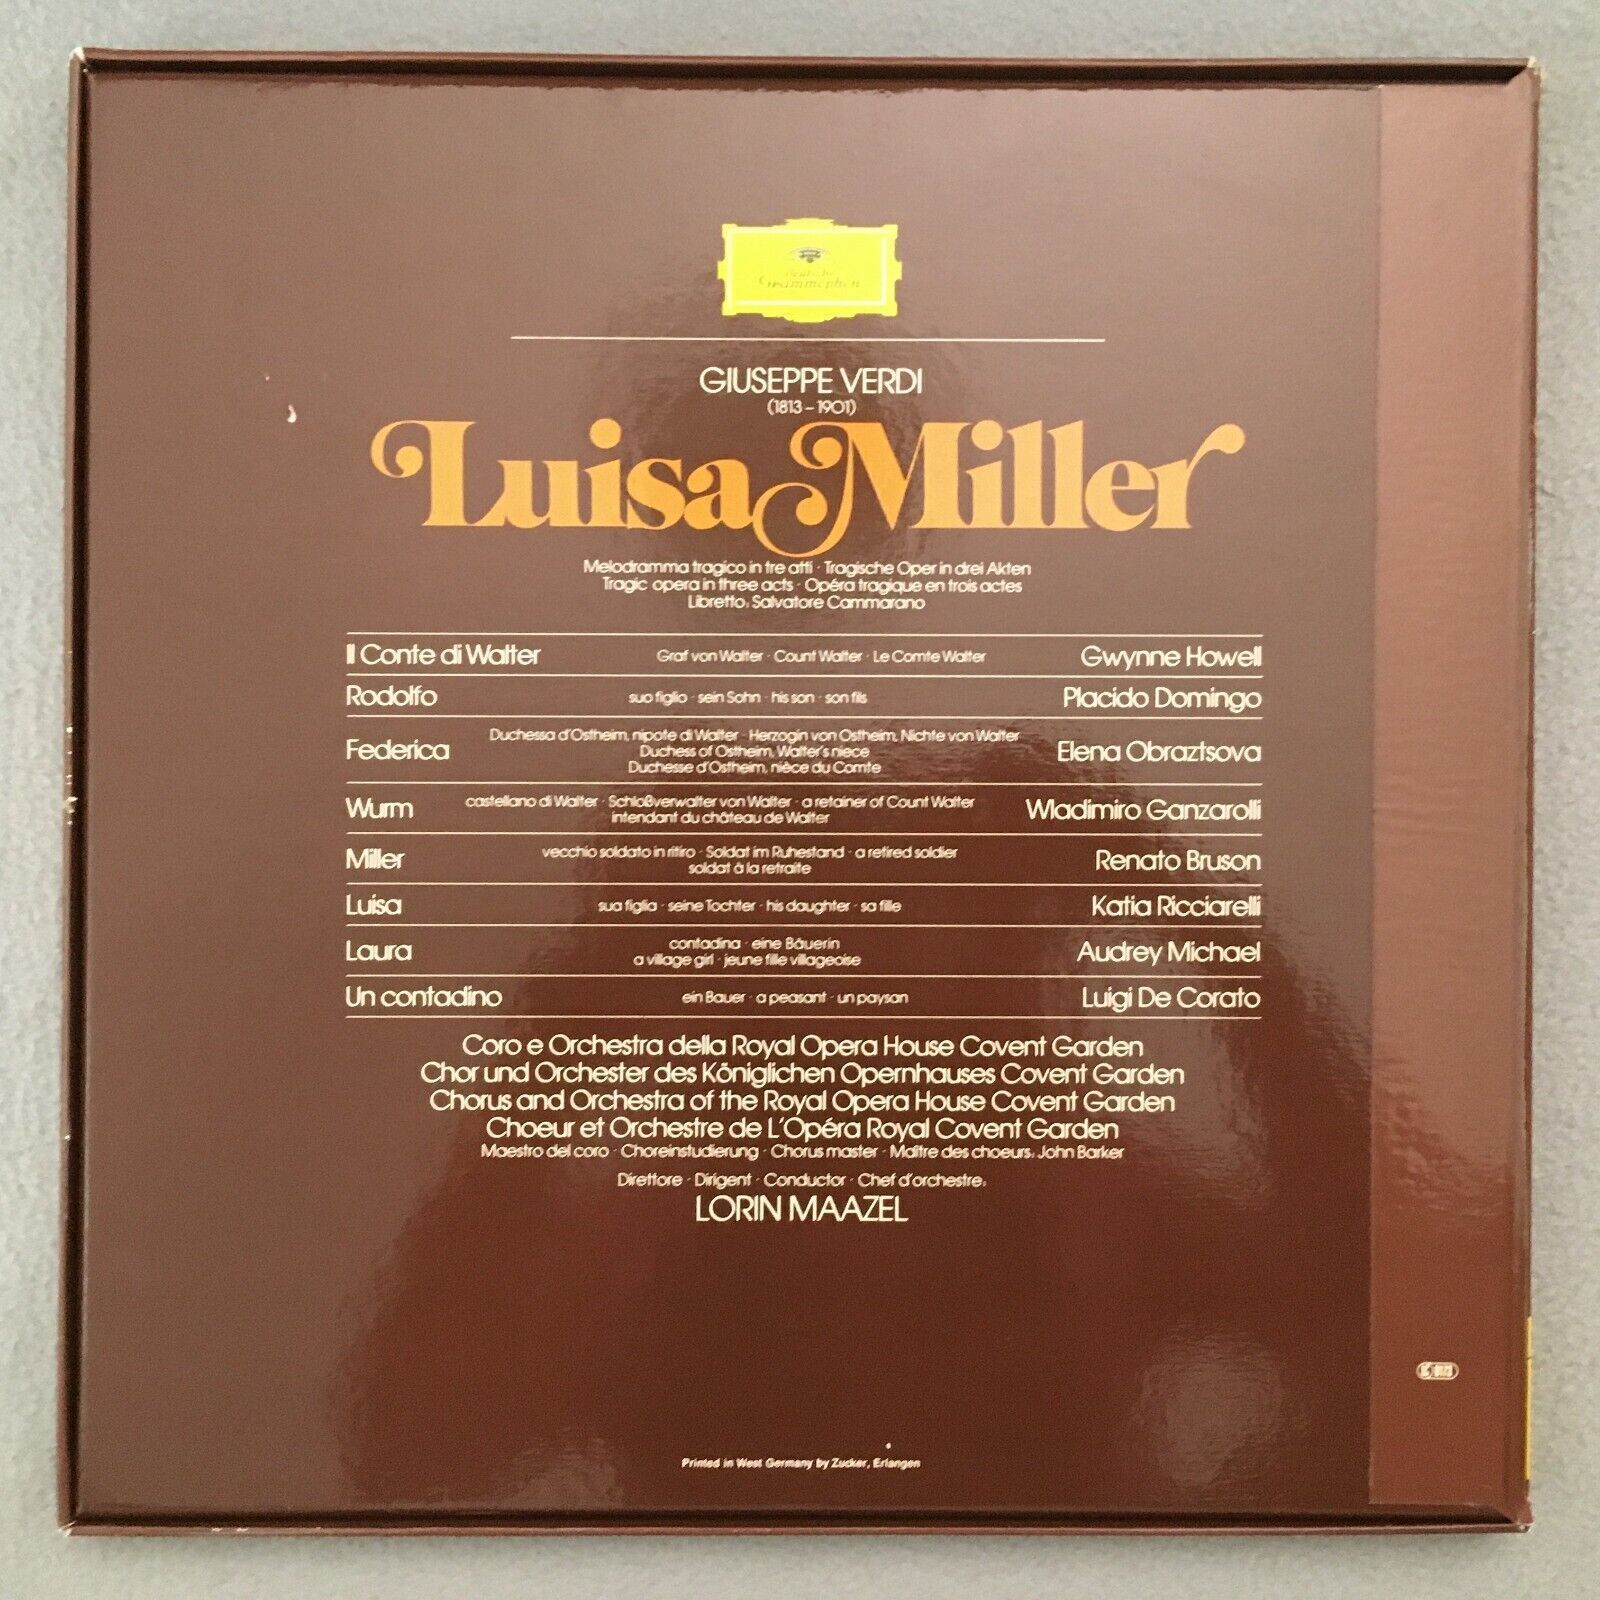 Deutsche
Grammophon
GIUSEPPE VERDI
(1813–1901)
Luisa Miller
Melodramma tragico in tre atti · Tragische Oper in drei Akten
Tragic opera in three acts · Opéra tragique en trois actes
Libretto: Salvatore Cammarano
Il Conte di Walter Graf von Walter · Count Walter · Le Comte Walter Gwynne Howell
Rodolfo suo figlio · sein Sohn · his son · son fils Placido Domingo
Duchessa d'Ostheim, nipote di Walter · Herzogin von Ostheim, Nichte von Walter
Federica Duchess of Ostheim, Walter's niece Elena Obraztsova
Duchesse d'Ostheim, nièce du Comte
Wurm castellano di Walter · Schloßverwalter von Walter · a retainer of Count Walter Wladimiro Ganzarolli
intendant du château de Walter
Miller vecchio soldato in ritiro · Soldat im Ruhestand · a retired soldier Renato Bruson
soldat à la retraite
Luisa sua figlia · seine Tochter · his daughter · sa fille Katia Ricciarelli
Laura contadina · eine Bäuerin Audrey Michael
a village girl · jeune fille villageoise
Un contadino ein Bauer · a peasant · un paysan Luigi De Corato
Coro e Orchestra della Royal Opera House Covent Garden
Chor und Orchester des Königlichen Opernhauses Covent Garden
Chorus and Orchestra of the Royal Opera House Covent Garden
Choeur et Orchestre de L'Opéra Royal Covent Garden
Maestro del coro · Choreinstudierung · Chorus master · Maître des choeurs: John Barker
Direttore · Dirigent · Conductor · Chef d'orchestre:
LORIN MAAZEL
Printed in West Germany by Zucker, Erlangen